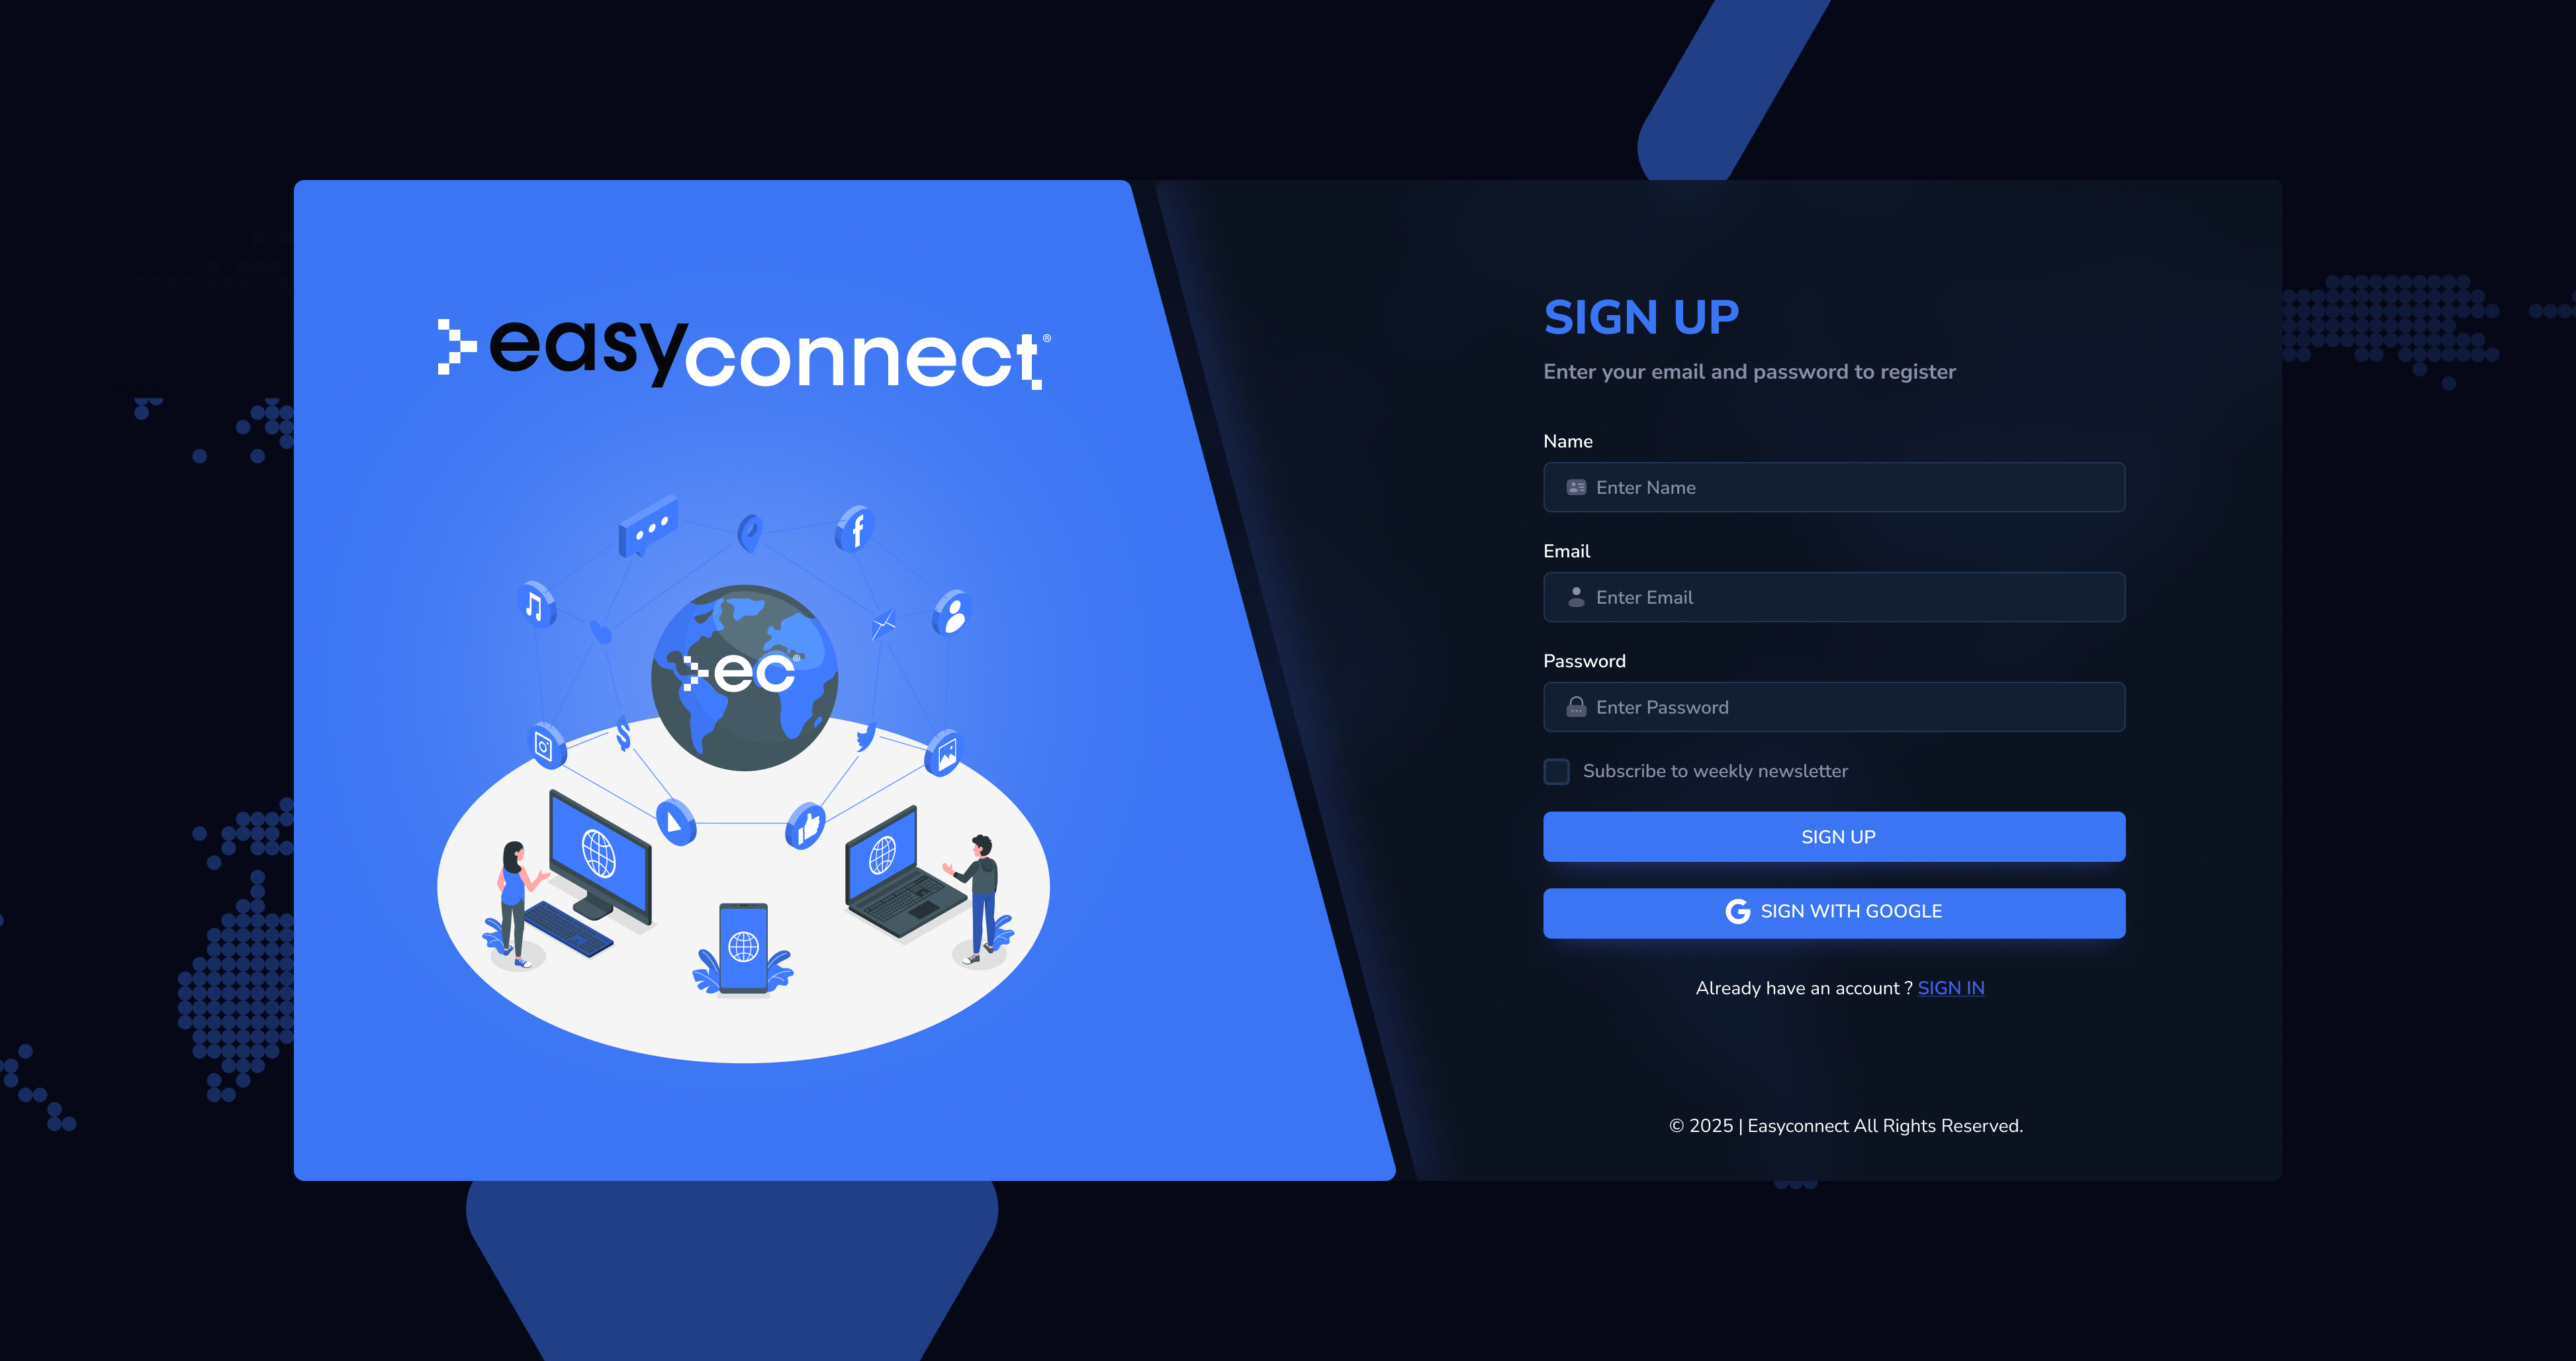 easyconnect®
ec®
SIGN UP
Enter your email and password to register
Name
Enter Name
Email
Enter Email
Password
Enter Password
Subscribe to weekly newsletter
SIGN UP
SIGN WITH GOOGLE
Already have an account ? SIGN IN
© 2025 | Easyconnect All Rights Reserved.